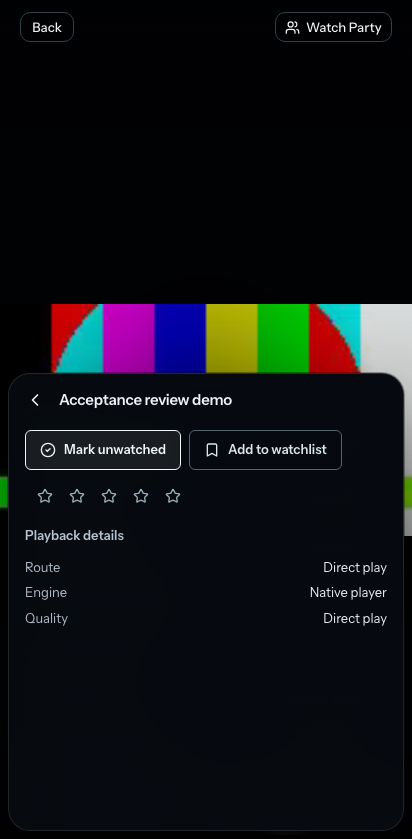 Back
Watch Party
Acceptance review demo
Mark unwatched
Add to watchlist
Playback details
Route Direct play
Engine Native player
Quality Direct play